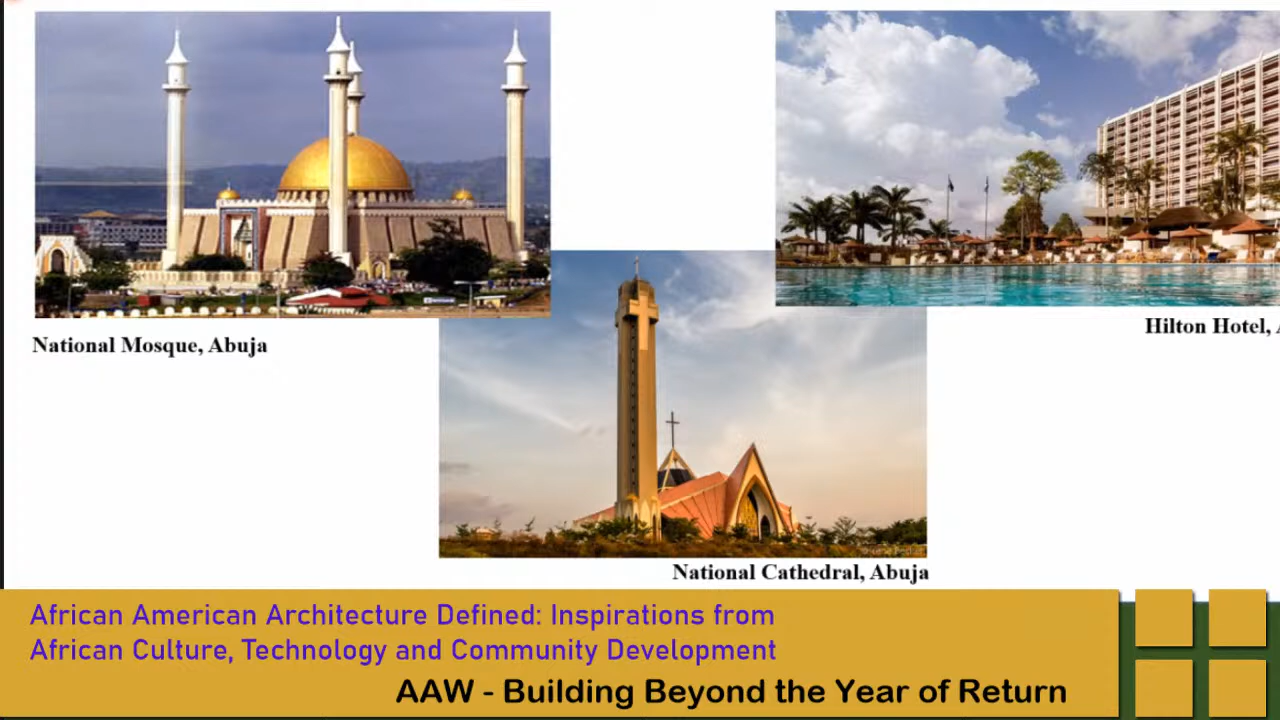 National Mosque, Abuja
Hilton Hotel,
National Cathedral, Abuja
African American Architecture Defined: Inspirations from
African Culture, Technology and Community Development
AAW - Building Beyond the Year of Return